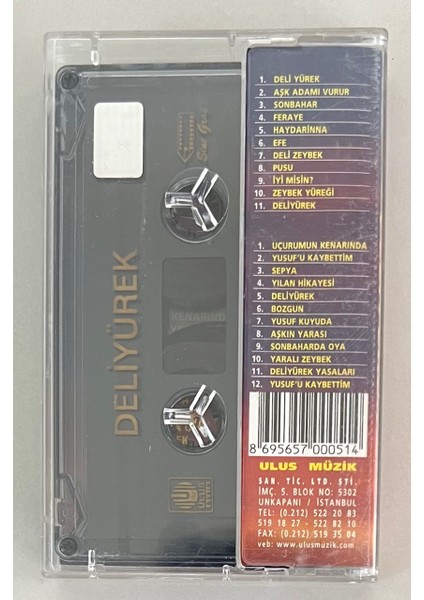 DELİYÜREK
KENARIND
ULUS
1. DELİ YÜREK
2. AŞK ADAMI VURUR
3. SONBAHAR
4. FERAYE
5. HAYDARİNNA
6. EFE
7. DELİ ZEYBEK
8. PUSU
9. İYİ MİSİN?
10. ZEYBEK YÜREĞİ
11. DELİYÜREK
1. UÇURUMUN KENARINDA
2. YUSUF'U KAYBETTİM
3. SEPYA
4. YILAN HİKAYESİ
5. DELİYÜREK
6. BOZGUN
7. YUSUF KUYUDA
8. AŞKIN YARASI
9. SONBAHARDA OYA
10. YARALI ZEYBEK
11. DELİYÜREK YASALARI
12. YUSUF'U KAYBETTİM
8 695657 000514
ULUS MÜZİK
SAN. TİC. LTD. ŞTİ.
İMÇ. 5. BLOK NO: 5302
UNKAPANI / İSTANBUL
TEL: (0.212) 522 20 83
519 18 27 - 522 82 10
FAX: (0.212) 519 35 04
veb: www.ulusmuzik.com